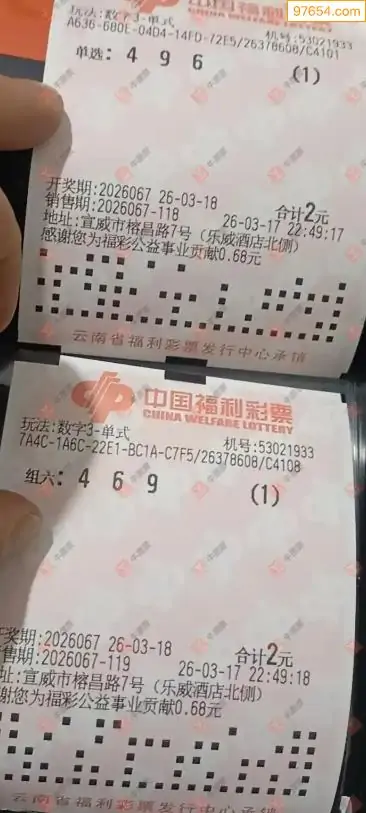 97654.com
玩法:数字3-单式
机号:53021933
A636-680E-04D4-14FD-72E5/26378608/C4101
单选: 4 9 6 (1)
开奖期:2026067 26-03-18 合计2元
销售期:2026067-118 26-03-17 22:49:17
地址:宣威市榕昌路7号（乐威酒店北侧）
感谢您为福彩公益事业贡献0.68元
云南省福利彩票发行中心承销
中国福利彩票
CHINA WELFARE LOTTERY
玩法:数字3-单式 机号:53021933
7A4C-1A6C-22E1-BC1A-C7F5/26378608/C4108
组六: 4 6 9 (1)
奖期:2026067 26-03-18 合计2元
售期:2026067-119 26-03-17 22:49:18
址:宣威市榕昌路7号（乐威酒店北侧）
谢您为福彩公益事业贡献0.68元
云南省福利彩票发行中心承销